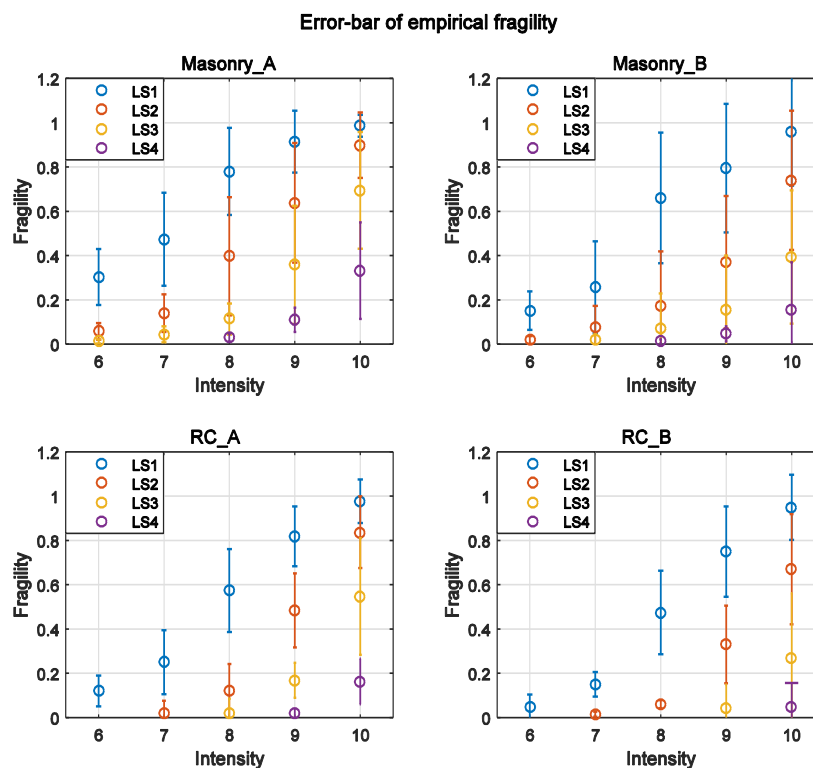 Error-bar of empirical fragility
Masonry_A
1.2
1
0.8
0.6
0.4
0.2
0
Fragility
LS1
LS2
LS3
LS4
6 7 8 9 10
Intensity
Masonry_B
1.2
1
0.8
0.6
0.4
0.2
0
Fragility
LS1
LS2
LS3
LS4
6 7 8 9 10
Intensity
RC_A
1.2
1
0.8
0.6
0.4
0.2
0
Fragility
LS1
LS2
LS3
LS4
6 7 8 9 10
Intensity
RC_B
1.2
1
0.8
0.6
0.4
0.2
0
Fragility
LS1
LS2
LS3
LS4
6 7 8 9 10
Intensity